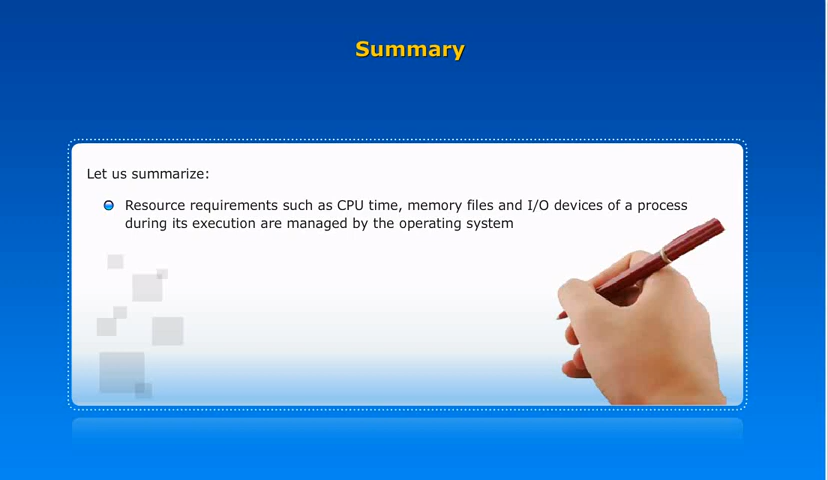 Summary
Let us summarize:
Resource requirements such as CPU time, memory files and I/O devices of a process
during its execution are managed by the operating system